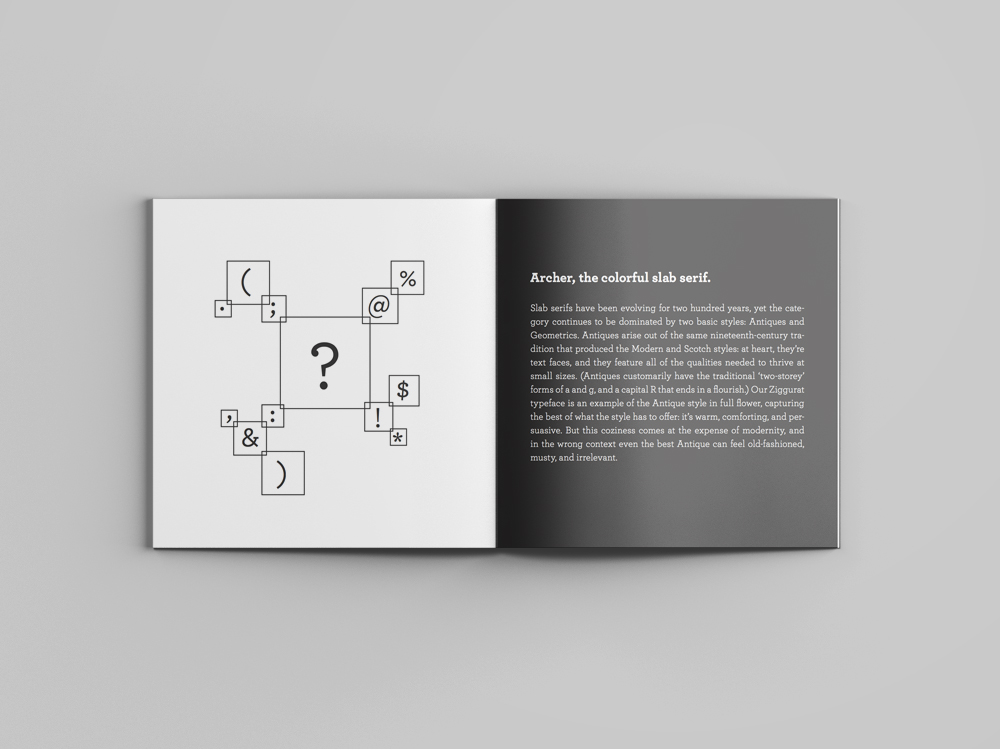 (
%
.
;
@
?
$
,
:
!
&
*
)
Archer, the colorful slab serif.
Slab serifs have been evolving for two hundred years, yet the cate-
gory continues to be dominated by two basic styles: Antiques and
Geometrics. Antiques arise out of the same nineteenth-century tra-
dition that produced the Modern and Scotch styles: at heart, they're
text faces, and they feature all of the qualities needed to thrive at
small sizes. (Antiques customarily have the traditional 'two-storey'
forms of a and g, and a capital R that ends in a flourish.) Our Ziggurat
typeface is an example of the Antique style in full flower, capturing
the best of what the style has to offer: it's warm, comforting, and per-
suasive. But this coziness comes at the expense of modernity, and
in the wrong context even the best Antique can feel old-fashioned,
musty, and irrelevant.